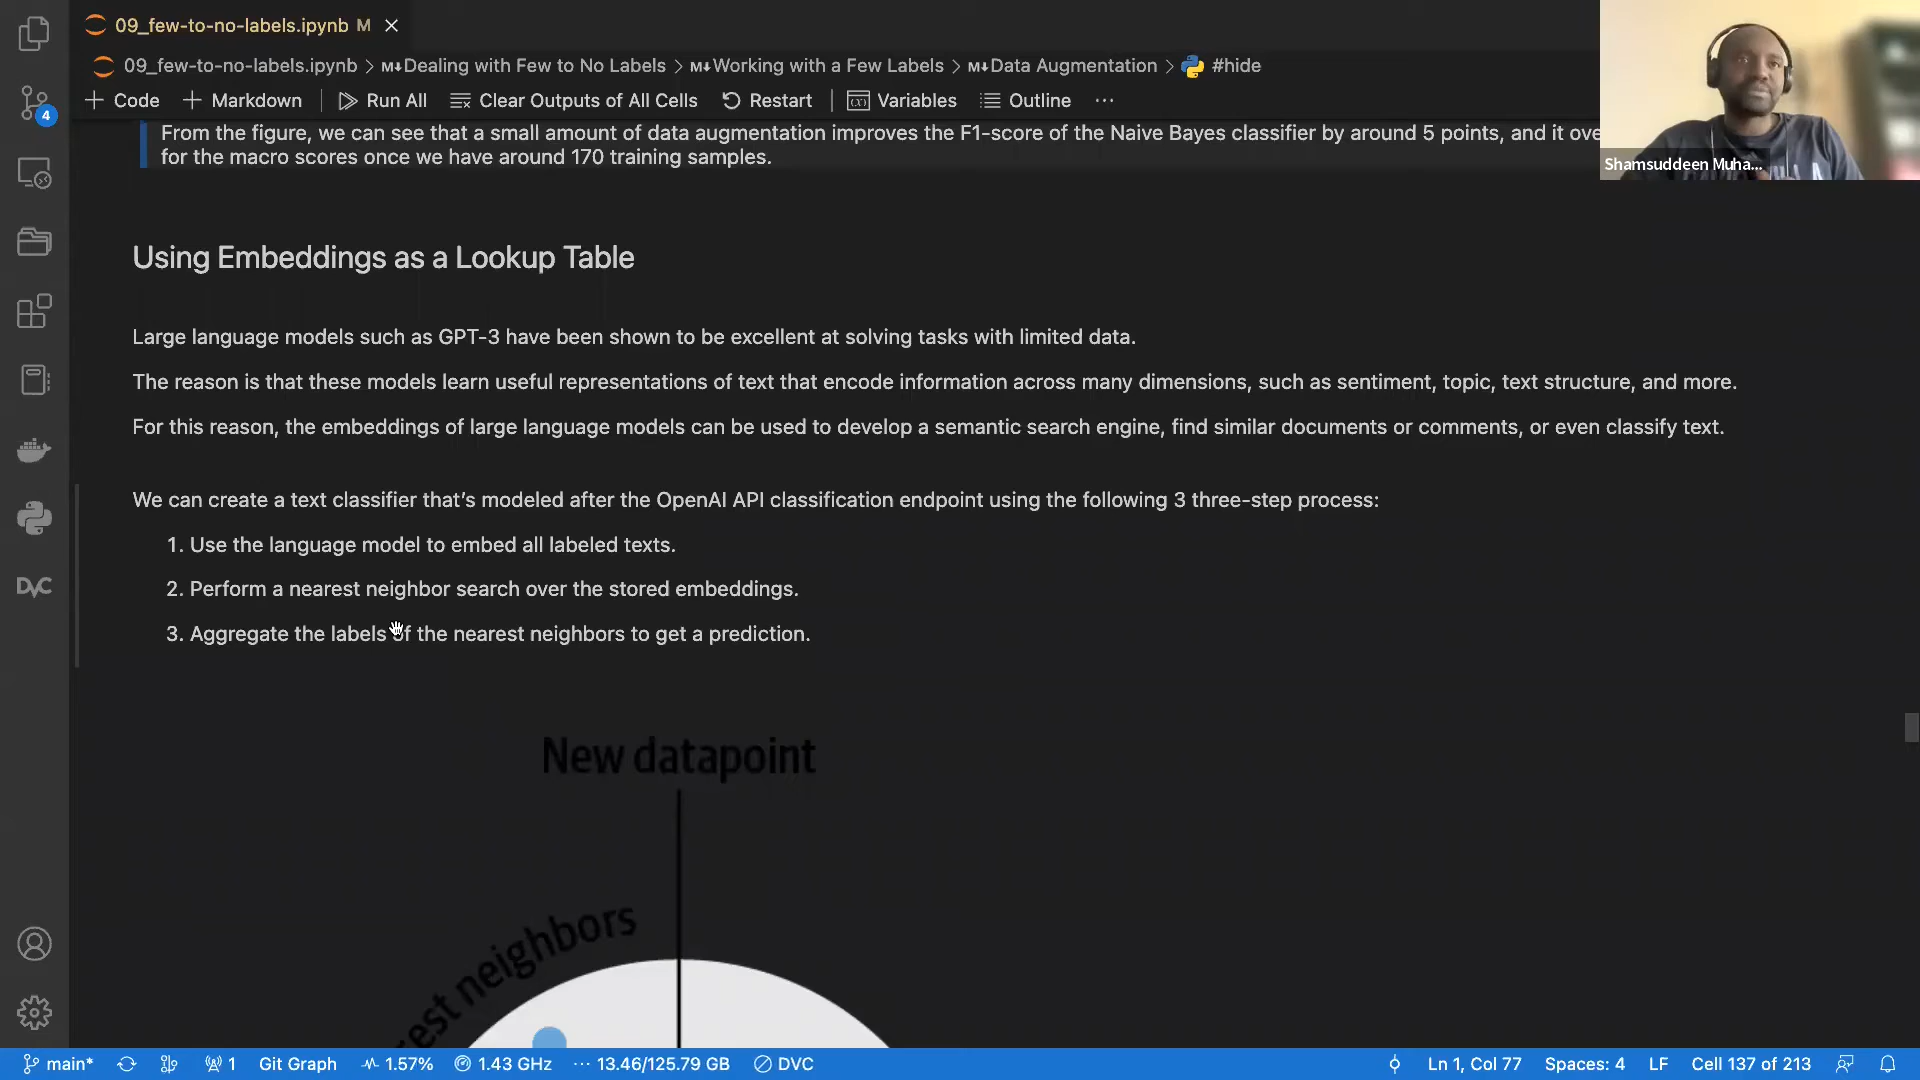 09_few-to-no-labels.ipynb M
09_few-to-no-labels.ipynb > M↓Dealing with Few to No Labels > M↓Working with a Few Labels > M↓Data Augmentation > #hide
+ Code + Markdown Run All Clear Outputs of All Cells Restart Variables Outline ...
From the figure, we can see that a small amount of data augmentation improves the F1-score of the Naive Bayes classifier by around 5 points, and it ove
for the macro scores once we have around 170 training samples.
Shamsuddeen Muha...
Using Embeddings as a Lookup Table
Large language models such as GPT-3 have been shown to be excellent at solving tasks with limited data.
The reason is that these models learn useful representations of text that encode information across many dimensions, such as sentiment, topic, text structure, and more.
For this reason, the embeddings of large language models can be used to develop a semantic search engine, find similar documents or comments, or even classify text.
We can create a text classifier that's modeled after the OpenAI API classification endpoint using the following 3 three-step process:
1. Use the language model to embed all labeled texts.
2. Perform a nearest neighbor search over the stored embeddings.
3. Aggregate the labels of the nearest neighbors to get a prediction.
New datapoint
rest neighbors
4
DVC
main* 1 Git Graph 1.57% 1.43 GHz ... 13.46/125.79 GB DVC Ln 1, Col 77 Spaces: 4 LF Cell 137 of 213